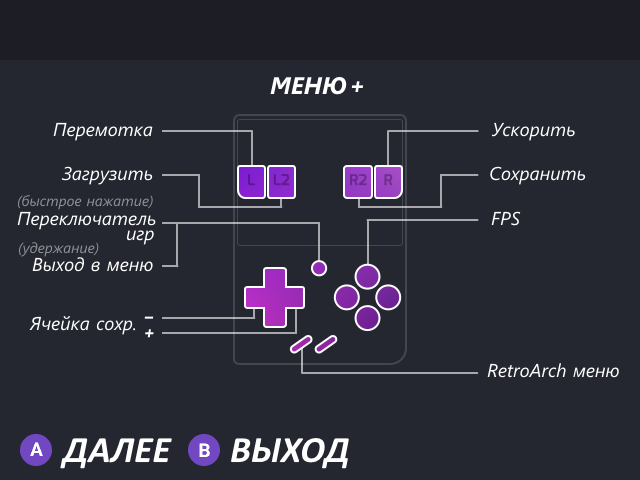 МЕНЮ +
Перемотка
Ускорить
Загрузить
Сохранить
L
L2
R2
R
(быстрое нажатие)
Переключатель
игр
FPS
(удержание)
Выход в меню
Ячейка сохр. –
+
RetroArch меню
A ДАЛЕЕ B ВЫХОД